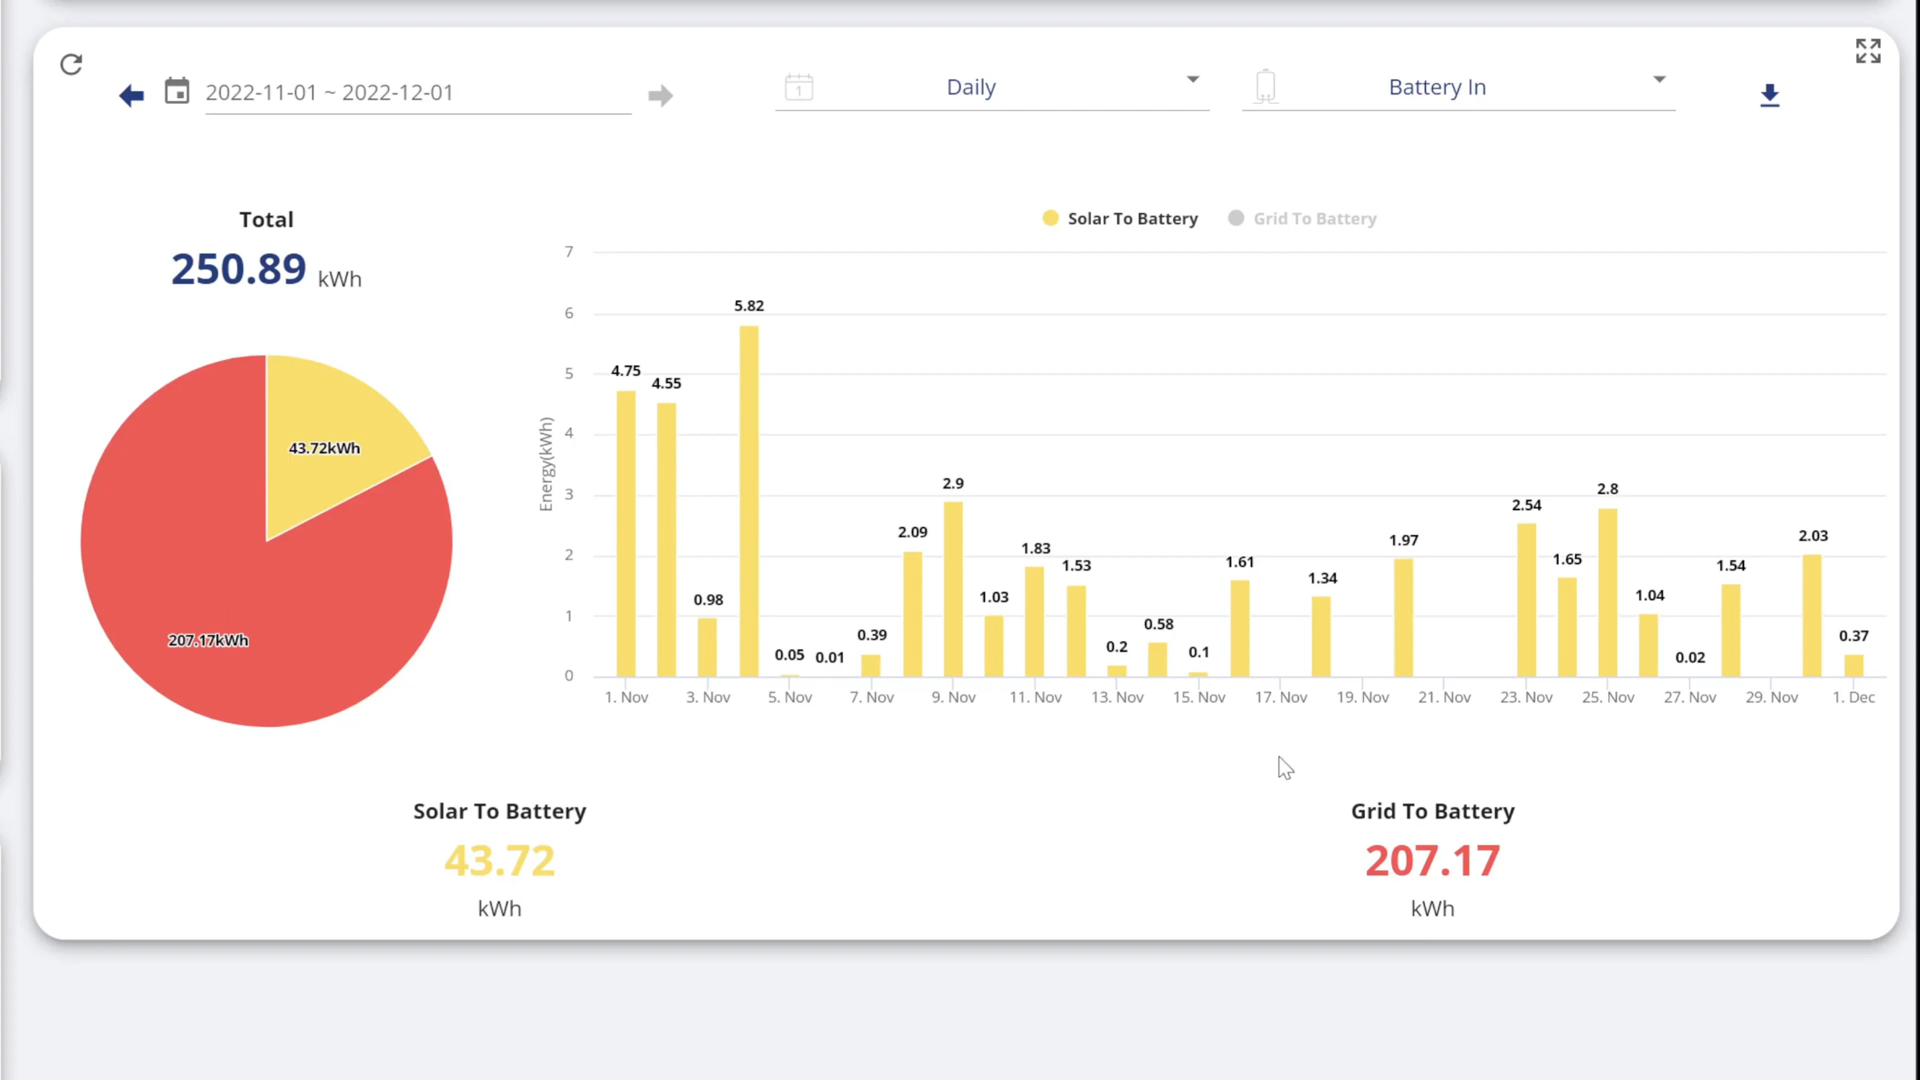 2022-11-01 ~ 2022-12-01
1
Daily
Battery In
Total
250.89 kWh
43.72kWh
207.17kWh
Solar To Battery
Grid To Battery
Energy(kWh)
7
6
5
4
3
2
1
0
4.75
4.55
0.98
5.82
0.05
0.01
0.39
2.09
2.9
1.03
1.83
1.53
0.2
0.58
0.1
1.61
1.34
1.97
2.54
1.65
2.8
1.04
0.02
1.54
2.03
0.37
1. Nov
3. Nov
5. Nov
7. Nov
9. Nov
11. Nov
13. Nov
15. Nov
17. Nov
19. Nov
21. Nov
23. Nov
25. Nov
27. Nov
29. Nov
1. Dec
Solar To Battery
43.72
kWh
Grid To Battery
207.17
kWh